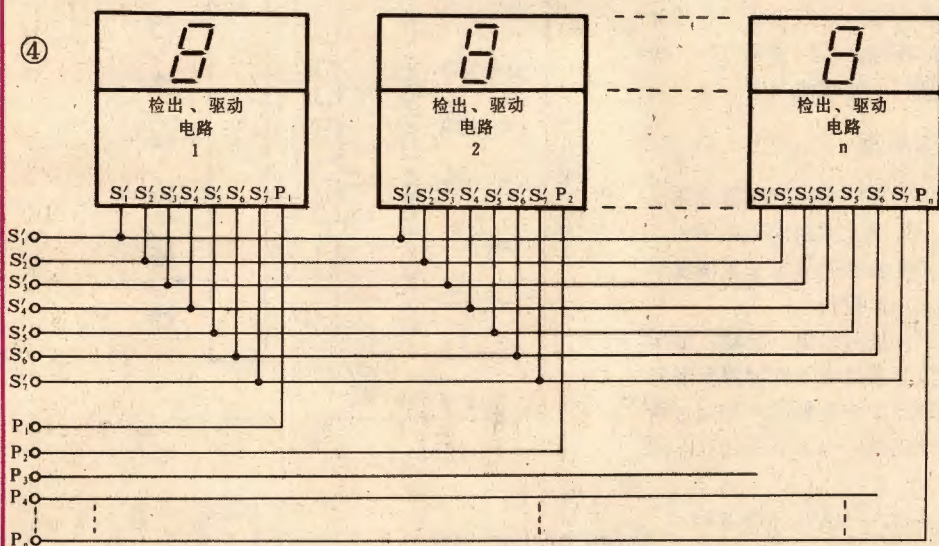 ④
检出、驱动
电路
1
S′₁ S′₂ S′₃ S′₄ S′₅ S′₆ S′₇ P₁
检出、驱动
电路
2
S′₁ S′₂ S′₃ S′₄ S′₅ S′₆ S′₇ P₂
检出、驱动
电路
n
S′₁ S′₂ S′₃ S′₄ S′₅ S′₆ S′₇ Pₙ
S′₁
S′₂
S′₃
S′₄
S′₅
S′₆
S′₇
P₁
P₂
P₃
P₄
Pₙ